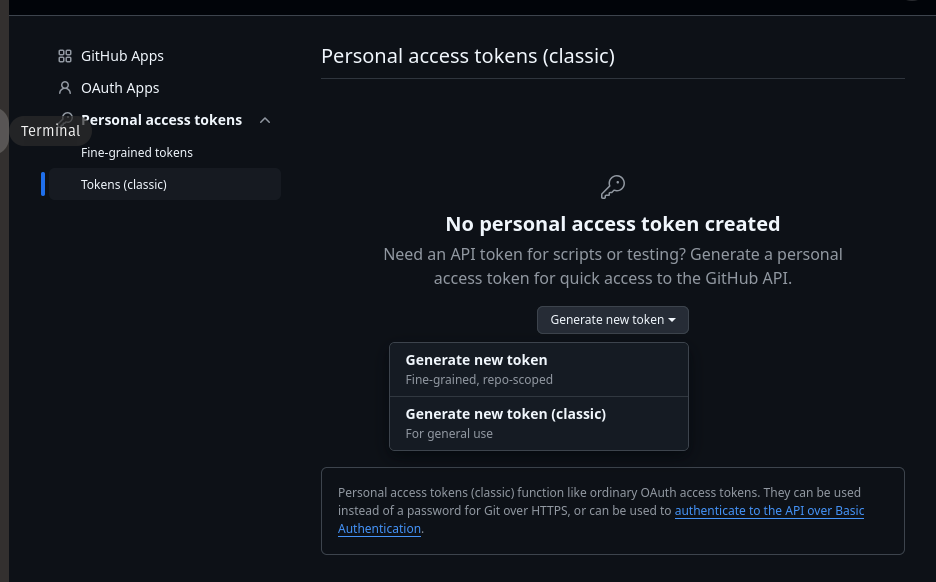 GitHub Apps
OAuth Apps
Personal access tokens
Terminal
Fine-grained tokens
Tokens (classic)
Personal access tokens (classic)
No personal access token created
Need an API token for scripts or testing? Generate a personal
access token for quick access to the GitHub API.
Generate new token
Generate new token
Fine-grained, repo-scoped
Generate new token (classic)
For general use
Personal access tokens (classic) function like ordinary OAuth access tokens. They can be used
instead of a password for Git over HTTPS, or can be used to authenticate to the API over Basic
Authentication.